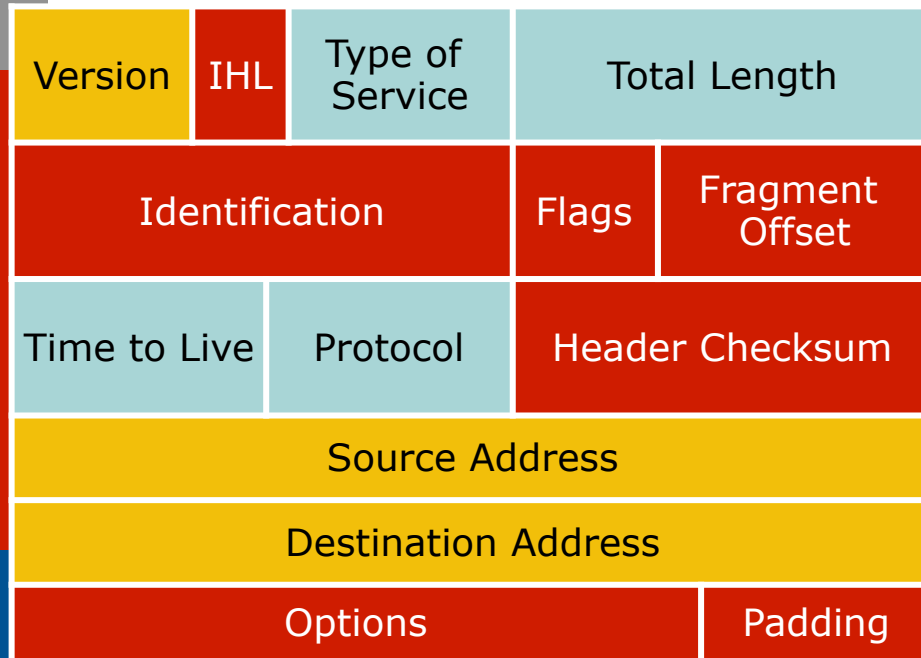 Version IHL Type of Service Total Length
Identification Flags Fragment Offset
Time to Live Protocol Header Checksum
Source Address
Destination Address
Options Padding